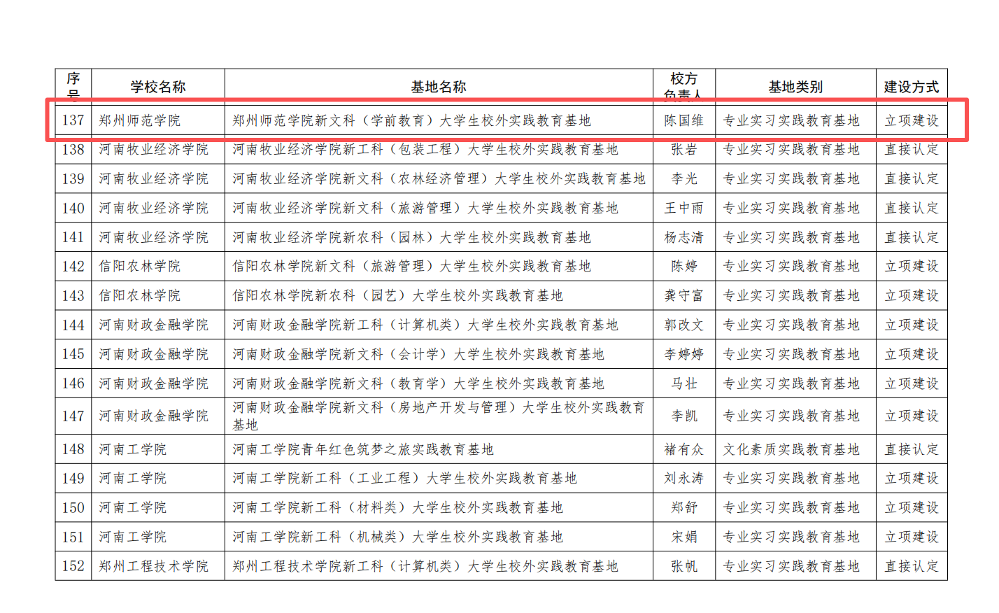 序号 学校名称 基地名称 校方负责人 基地类别 建设方式
137 郑州师范学院 郑州师范学院新文科（学前教育）大学生校外实践教育基地 陈国维 专业实习实践教育基地 立项建设
138 河南牧业经济学院 河南牧业经济学院新工科（包装工程）大学生校外实践教育基地 张岩 专业实习实践教育基地 直接认定
139 河南牧业经济学院 河南牧业经济学院新文科（农林经济管理）大学生校外实践教育基地 李光 专业实习实践教育基地 直接认定
140 河南牧业经济学院 河南牧业经济学院新文科（旅游管理）大学生校外实践教育基地 王中雨 专业实习实践教育基地 直接认定
141 河南牧业经济学院 河南牧业经济学院新农科（园林）大学生校外实践教育基地 杨志清 专业实习实践教育基地 直接认定
142 信阳农林学院 信阳农林学院新文科（旅游管理）大学生校外实践教育基地 陈婷 专业实习实践教育基地 立项建设
143 信阳农林学院 信阳农林学院新农科（园艺）大学生校外实践教育基地 龚守富 专业实习实践教育基地 立项建设
144 河南财政金融学院 河南财政金融学院新工科（计算机类）大学生校外实践教育基地 郭改文 专业实习实践教育基地 立项建设
145 河南财政金融学院 河南财政金融学院新文科（会计学）大学生校外实践教育基地 李婷婷 专业实习实践教育基地 立项建设
146 河南财政金融学院 河南财政金融学院新文科（教育学）大学生校外实践教育基地 马壮 专业实习实践教育基地 立项建设
147 河南财政金融学院 河南财政金融学院新文科（房地产开发与管理）大学生校外实践教育
基地 李凯 专业实习实践教育基地 立项建设
148 河南工学院 河南工学院青年红色筑梦之旅实践教育基地 褚有众 文化素质实践教育基地 直接认定
149 河南工学院 河南工学院新工科（工业工程）大学生校外实践教育基地 刘永涛 专业实习实践教育基地 立项建设
150 河南工学院 河南工学院新工科（材料类）大学生校外实践教育基地 郑舒 专业实习实践教育基地 立项建设
151 河南工学院 河南工学院新工科（机械类）大学生校外实践教育基地 宋娟 专业实习实践教育基地 立项建设
152 郑州工程技术学院 郑州工程技术学院新工科（计算机类）大学生校外实践教育基地 张帆 专业实习实践教育基地 直接认定